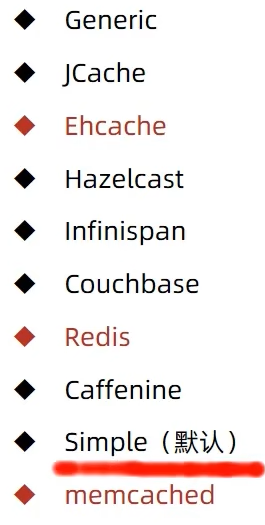 Generic
JCache
Ehcache
Hazelcast
Infinispan
Couchbase
Redis
Caffenine
Simple（默认）
memcached